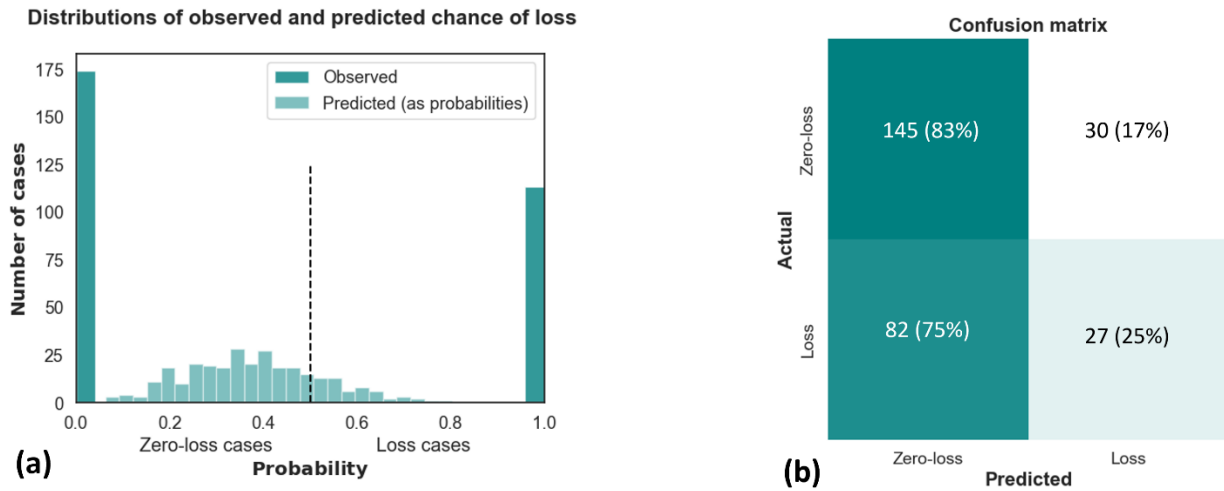 Distributions of observed and predicted chance of loss
175
150
125
100
75
50
25
0
Number of cases
Observed
Predicted (as probabilities)
0.0
0.2
0.4
0.6
0.8
1.0
Zero-loss cases
Loss cases
Probability
(a)
Confusion matrix
Zero-loss
Loss
Actual
145 (83%)
30 (17%)
82 (75%)
27 (25%)
Zero-loss
Loss
Predicted
(b)